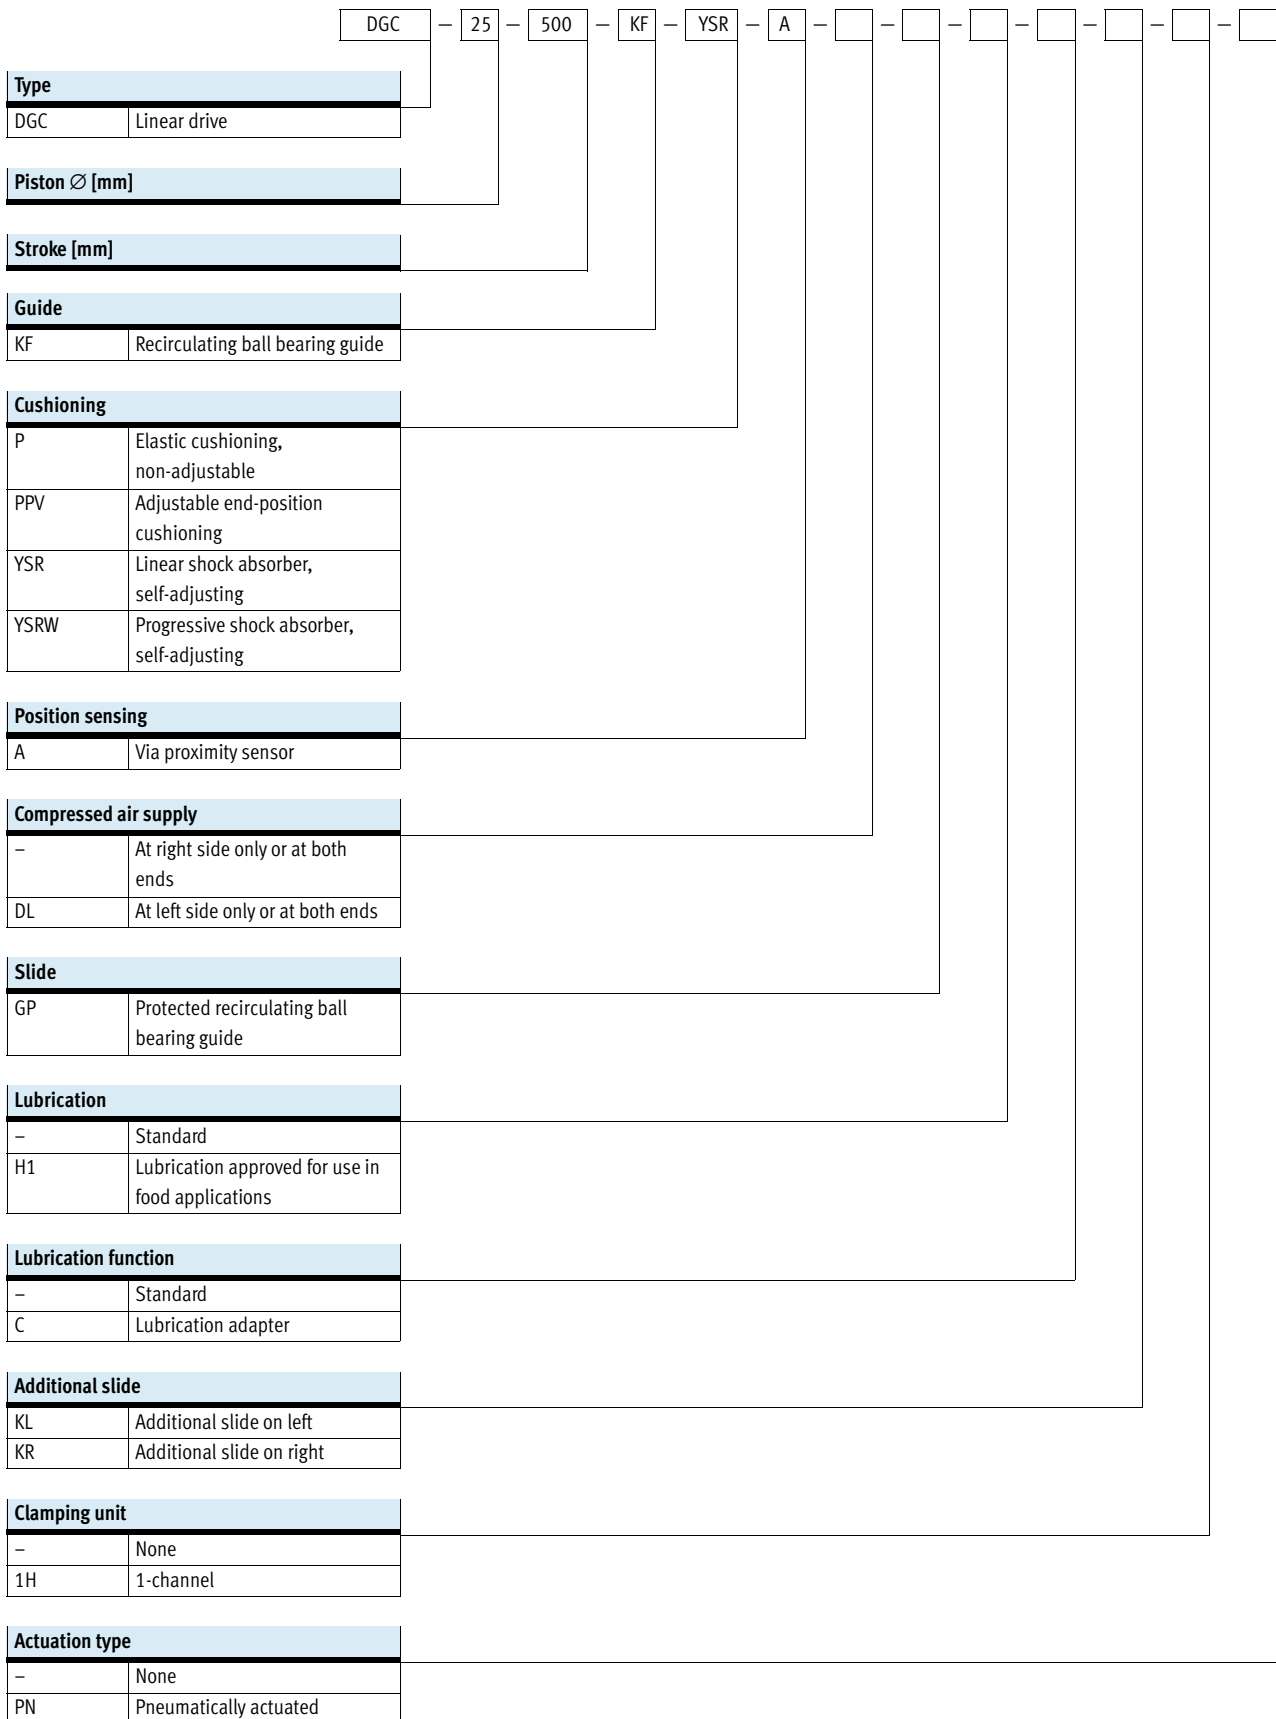 DGC – 25 – 500 – KF – YSR – A – – – – – – –
Type
DGC Linear drive
Piston ∅ [mm]
Stroke [mm]
Guide
KF Recirculating ball bearing guide
Cushioning
P Elastic cushioning,
non-adjustable
PPV Adjustable end-position
cushioning
YSR Linear shock absorber,
self-adjusting
YSRW Progressive shock absorber,
self-adjusting
Position sensing
A Via proximity sensor
Compressed air supply
– At right side only or at both
ends
DL At left side only or at both ends
Slide
GP Protected recirculating ball
bearing guide
Lubrication
– Standard
H1 Lubrication approved for use in
food applications
Lubrication function
– Standard
C Lubrication adapter
Additional slide
KL Additional slide on left
KR Additional slide on right
Clamping unit
– None
1H 1-channel
Actuation type
– None
PN Pneumatically actuated